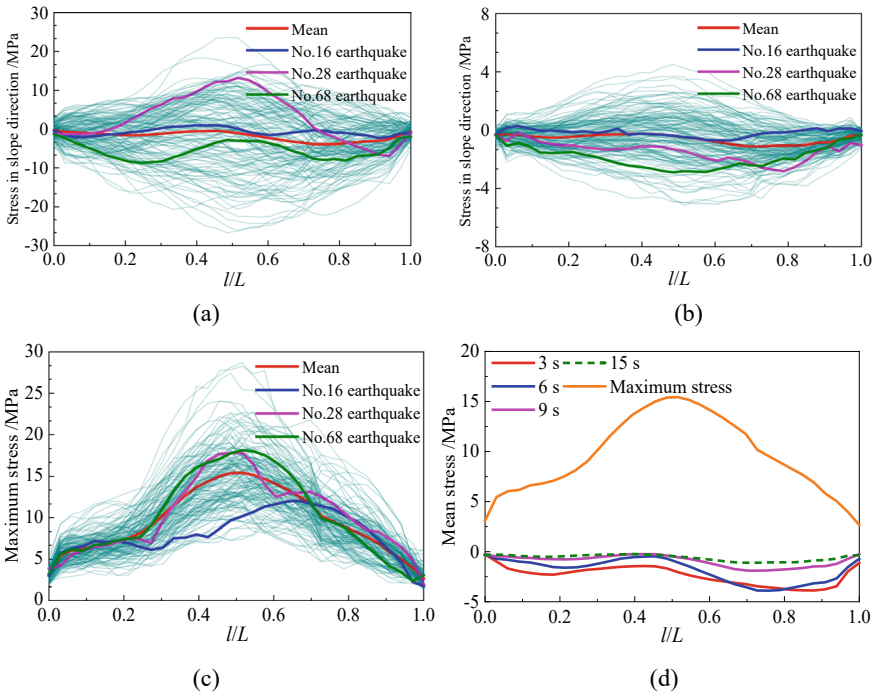 Stress in slope direction /MPa
30
20
10
0
-10
-20
-30
Mean
No.16 earthquake
No.28 earthquake
No.68 earthquake
0.0 0.2 0.4 0.6 0.8 1.0
l/L
(a)
Stress in slope direction /MPa
8
4
0
-4
-8
Mean
No.16 earthquake
No.28 earthquake
No.68 earthquake
0.0 0.2 0.4 0.6 0.8 1.0
l/L
(b)
Maximum stress /MPa
30
25
20
15
10
5
0
Mean
No.16 earthquake
No.28 earthquake
No.68 earthquake
0.0 0.2 0.4 0.6 0.8 1.0
l/L
(c)
Mean stress /MPa
20
15
10
5
0
-5
3 s 15 s
6 s Maximum stress
9 s
0.0 0.2 0.4 0.6 0.8 1.0
l/L
(d)